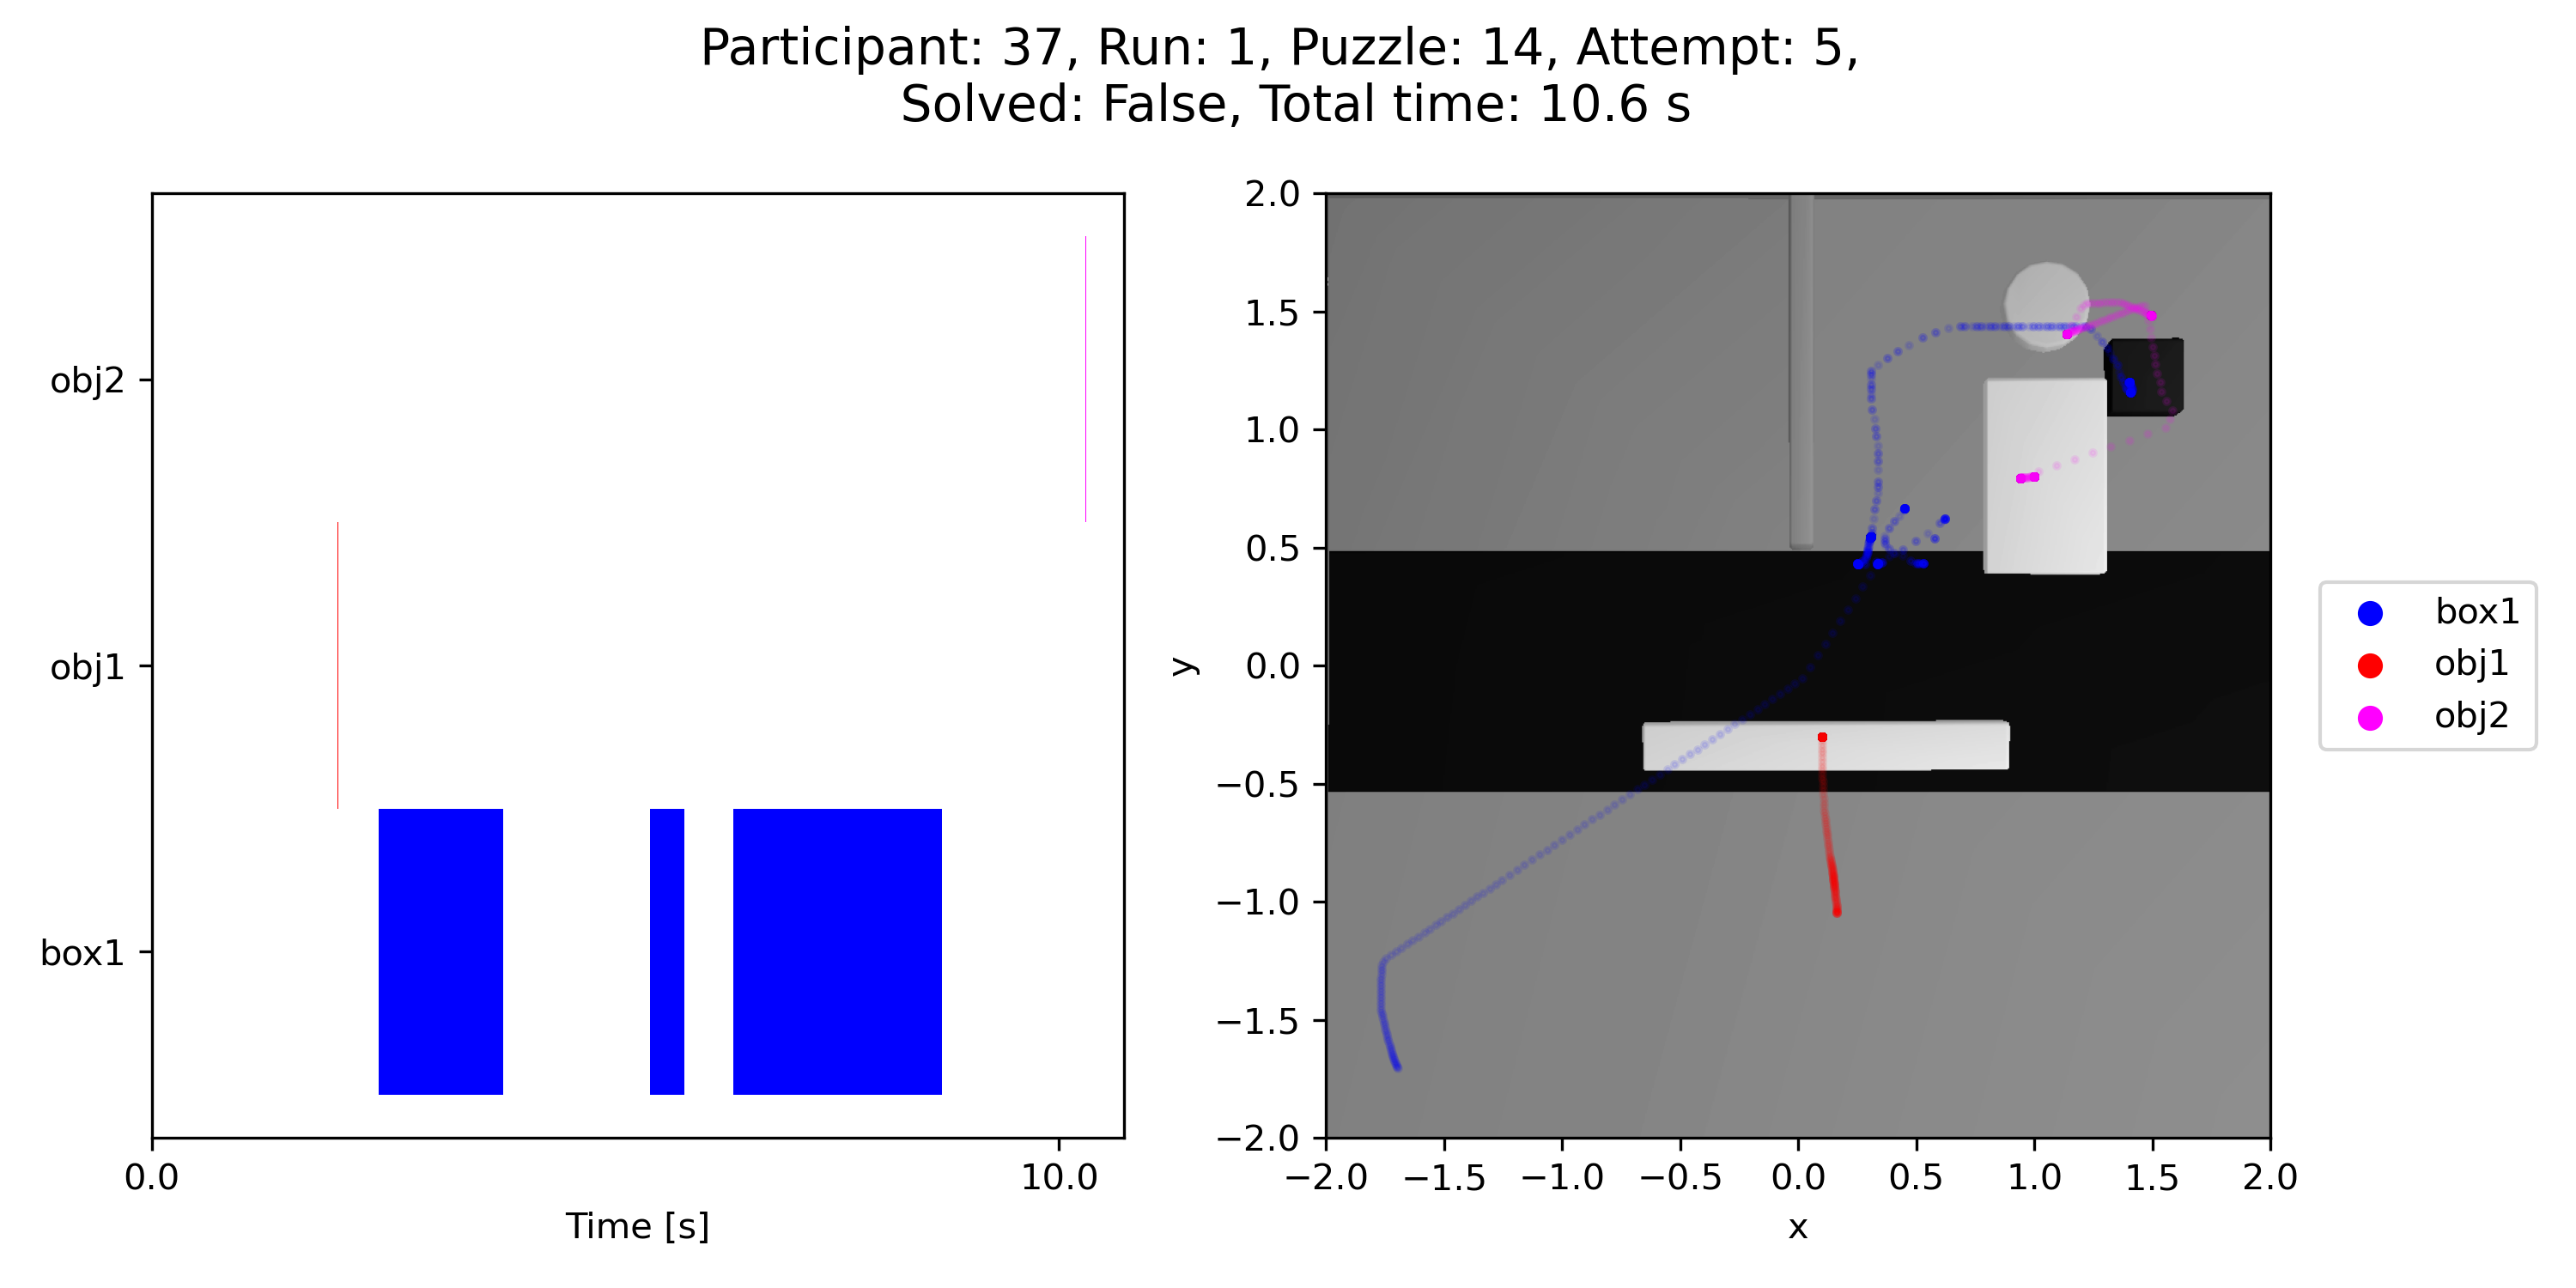 Participant: 37, Run: 1, Puzzle: 14, Attempt: 5,
Solved: False, Total time: 10.6 s
obj2
obj1
box1
0.0
10.0
Time [s]
2.0
1.5
1.0
0.5
0.0
−0.5
−1.0
−1.5
−2.0
y
−2.0
−1.5
−1.0
−0.5
0.0
0.5
1.0
1.5
2.0
x
box1
obj1
obj2